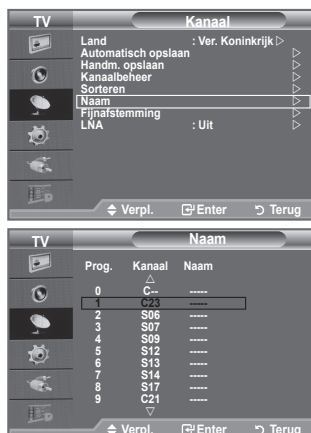 TV Kanaal
Land : Ver. Koninkrijk ▷
Automatisch opslaan ▷
Handm. opslaan ▷
Kanaalbeheer ▷
Sorteren ▷
Naam ▷
Fijnafstemming ▷
LNA : Uit ▷
Verpl. Enter Terug
TV Naam
Prog. Kanaal Naam
△
0 C-- -----
1 C23 -----
2 S06 -----
3 S07 -----
4 S09 -----
5 S12 -----
6 S13 -----
7 S14 -----
8 S17 -----
9 C21 -----
▽
Verpl. Enter Terug